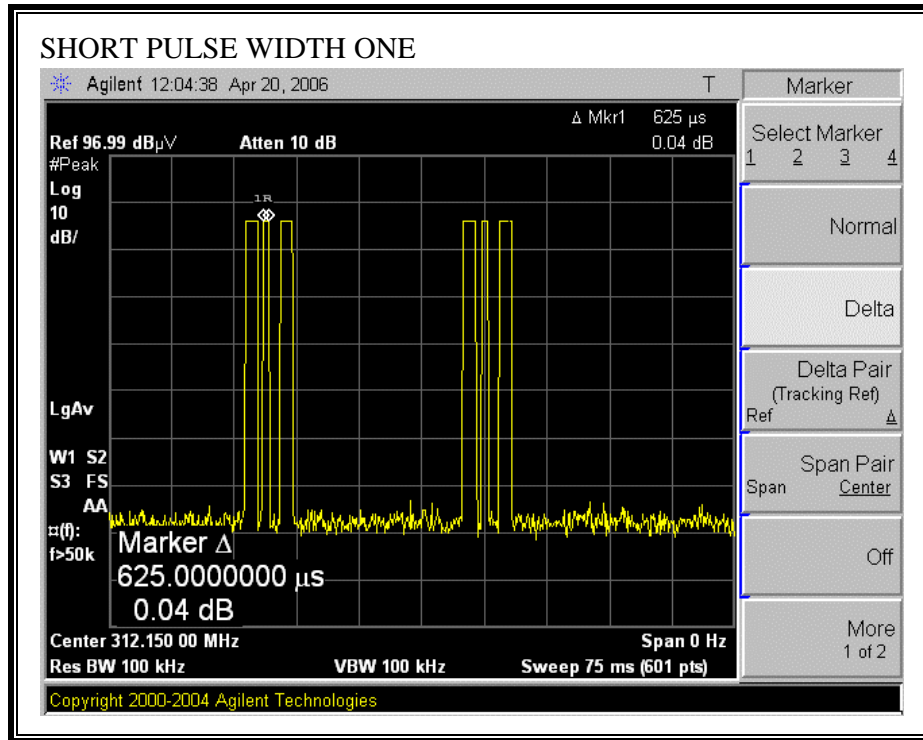 SHORT PULSE WIDTH ONE
Agilent 12:04:38 Apr 20, 2006 T
Marker
Δ Mkr1 625 µs
Ref 96.99 dBµV Atten 10 dB 0.04 dB
#Peak
Log
10
dB/
1R
LgAv
W1 S2
S3 FS
AA
¤(f):
f>50k
Marker Δ
625.0000000 µs
0.04 dB
Center 312.150 00 MHz Span 0 Hz
Res BW 100 kHz VBW 100 kHz Sweep 75 ms (601 pts)
Copyright 2000-2004 Agilent Technologies
Select Marker
1 2 3 4
Normal
Delta
Delta Pair
(Tracking Ref)
Ref Δ
Span Pair
Span Center
Off
More
1 of 2